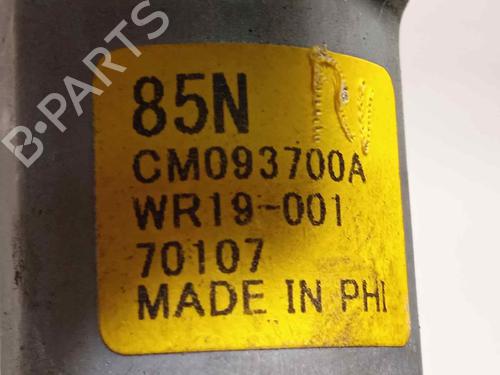 85N
CM093700A
WR19-001
70107
MADE IN PHI
B-PARTS